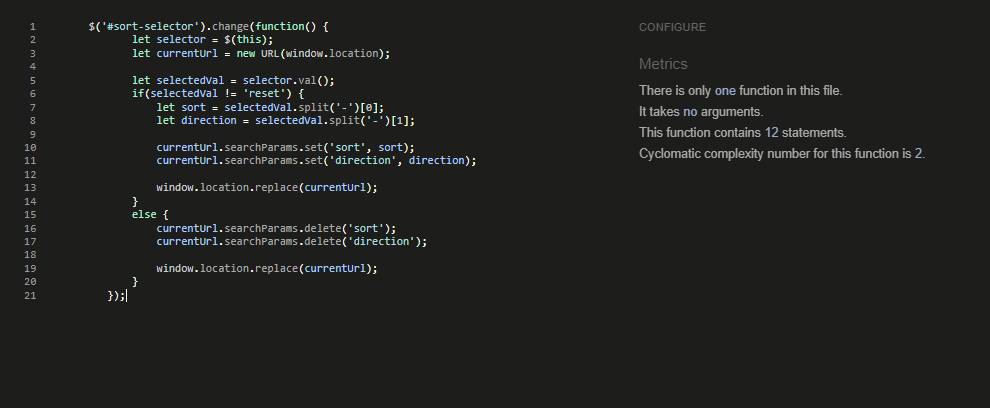 1 $('#sort-selector').change(function() {
2 let selector = $(this);
3 let currentUrl = new URL(window.location);
4
5 let selectedVal = selector.val();
6 if(selectedVal != 'reset') {
7 let sort = selectedVal.split('-')[0];
8 let direction = selectedVal.split('-')[1];
9
10 currentUrl.searchParams.set('sort', sort);
11 currentUrl.searchParams.set('direction', direction);
12
13 window.location.replace(currentUrl);
14 }
15 else {
16 currentUrl.searchParams.delete('sort');
17 currentUrl.searchParams.delete('direction');
18
19 window.location.replace(currentUrl);
20 }
21 });
CONFIGURE
Metrics
There is only one function in this file.
It takes no arguments.
This function contains 12 statements.
Cyclomatic complexity number for this function is 2.